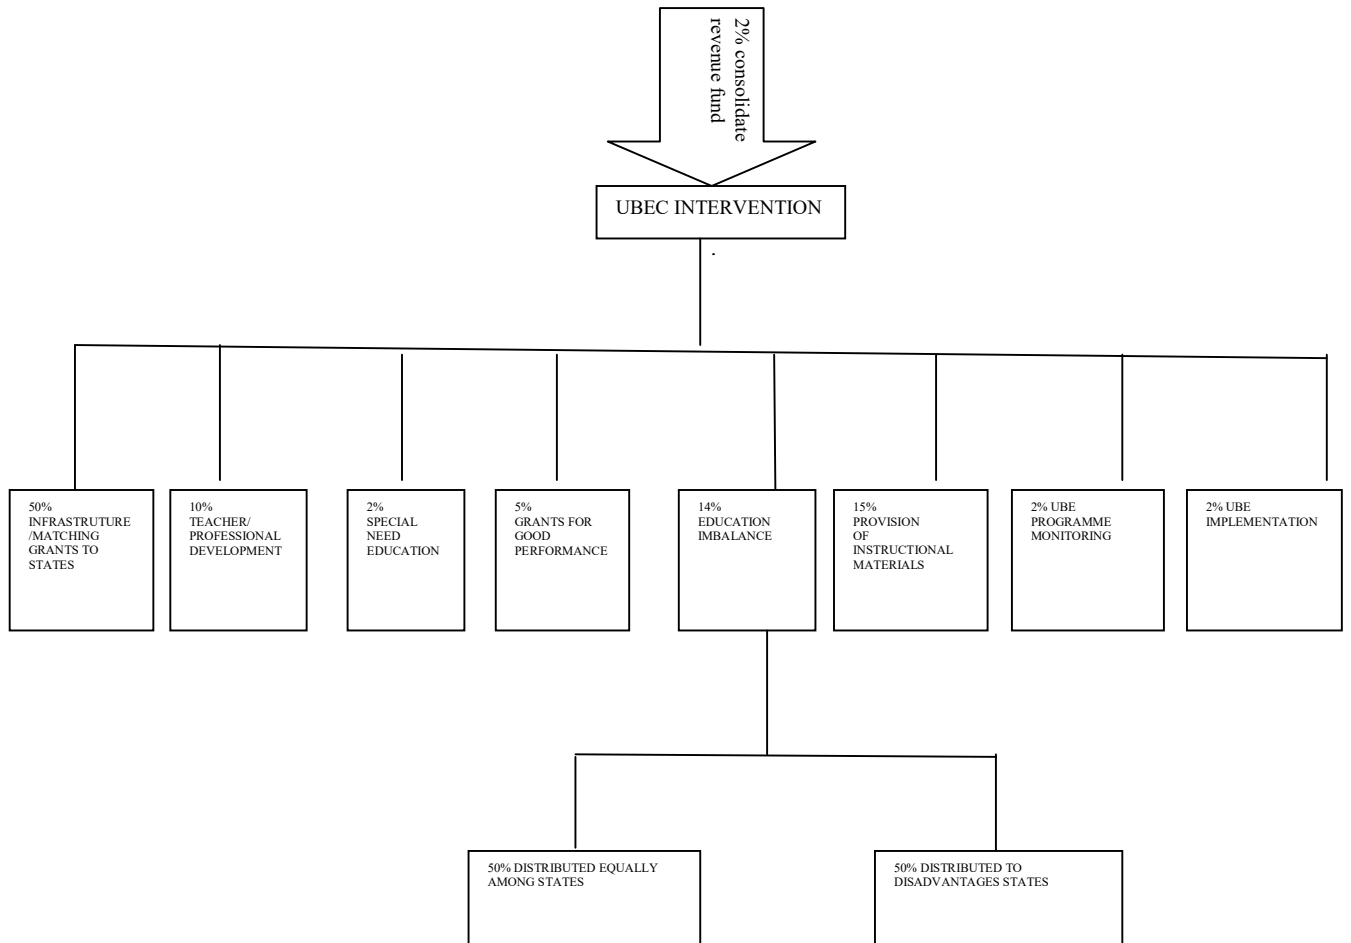 2% consolidate
revenue fund
UBEC INTERVENTION
50%
INFRASTRUTURE
/MATCHING
GRANTS TO
STATES
10%
TEACHER/
PROFESSIONAL
DEVELOPMENT
2%
SPECIAL
NEED
EDUCATION
5%
GRANTS FOR
GOOD
PERFORMANCE
14%
EDUCATION
IMBALANCE
15%
PROVISION
OF
INSTRUCTIONAL
MATERIALS
2% UBE
PROGRAMME
MONITORING
2% UBE
IMPLEMENTATION
50% DISTRIBUTED EQUALLY
AMONG STATES
50% DISTRIBUTED TO
DISADVANTAGES STATES